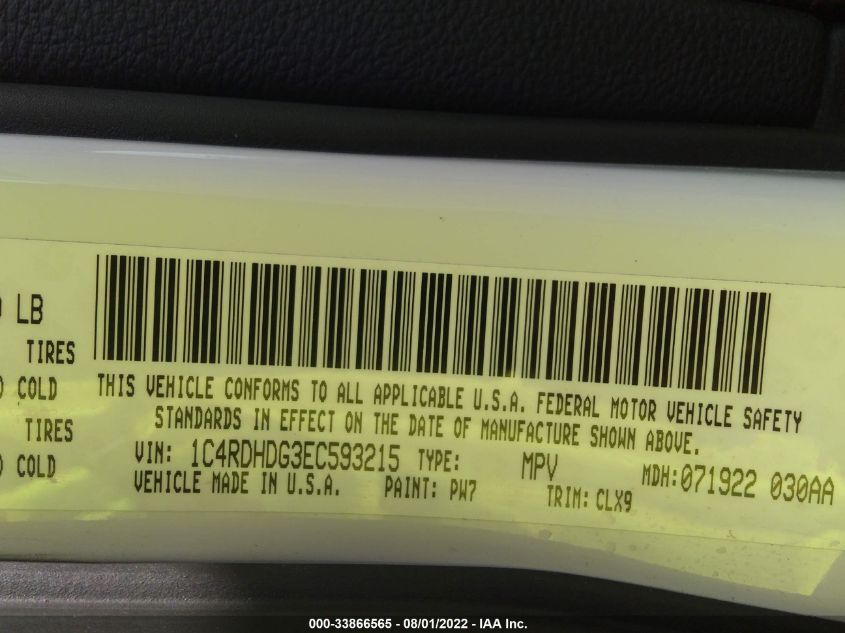 LB
TIRES
COLD
TIRES
COLD
THIS VEHICLE CONFORMS TO ALL APPLICABLE U.S.A. FEDERAL MOTOR VEHICLE SAFETY
STANDARDS IN EFFECT ON THE DATE OF MANUFACTURE SHOWN ABOVE.
VIN: 1C4RDHDG3EC593215 TYPE: MPV MDH:071922 030AA
VEHICLE MADE IN U.S.A. PAINT: PW7 TRIM: CLX9
000-33866565 - 08/01/2022 - IAA Inc.